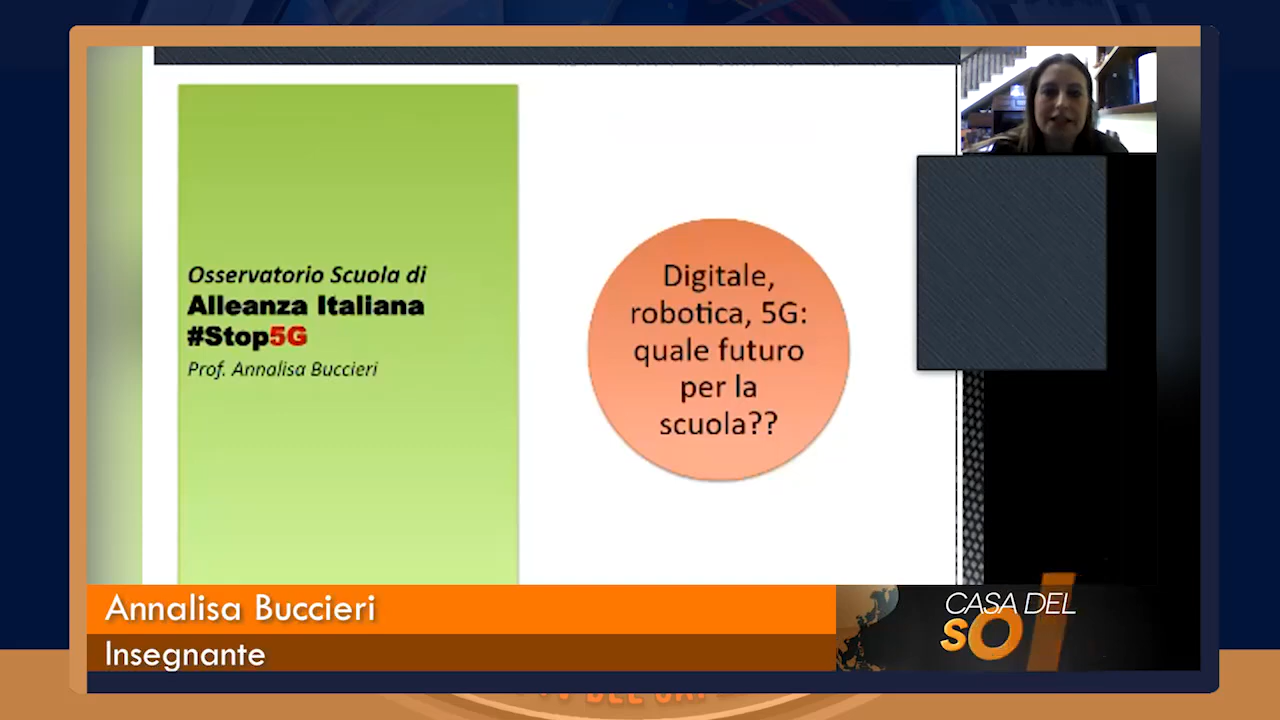 Osservatorio Scuola di
Alleanza Italiana
#Stop5G
Prof. Annalisa Buccieri
Digitale,
robotica, 5G:
quale futuro
per la
scuola??
Annalisa Buccieri
Insegnante
CASA DEL
SOl